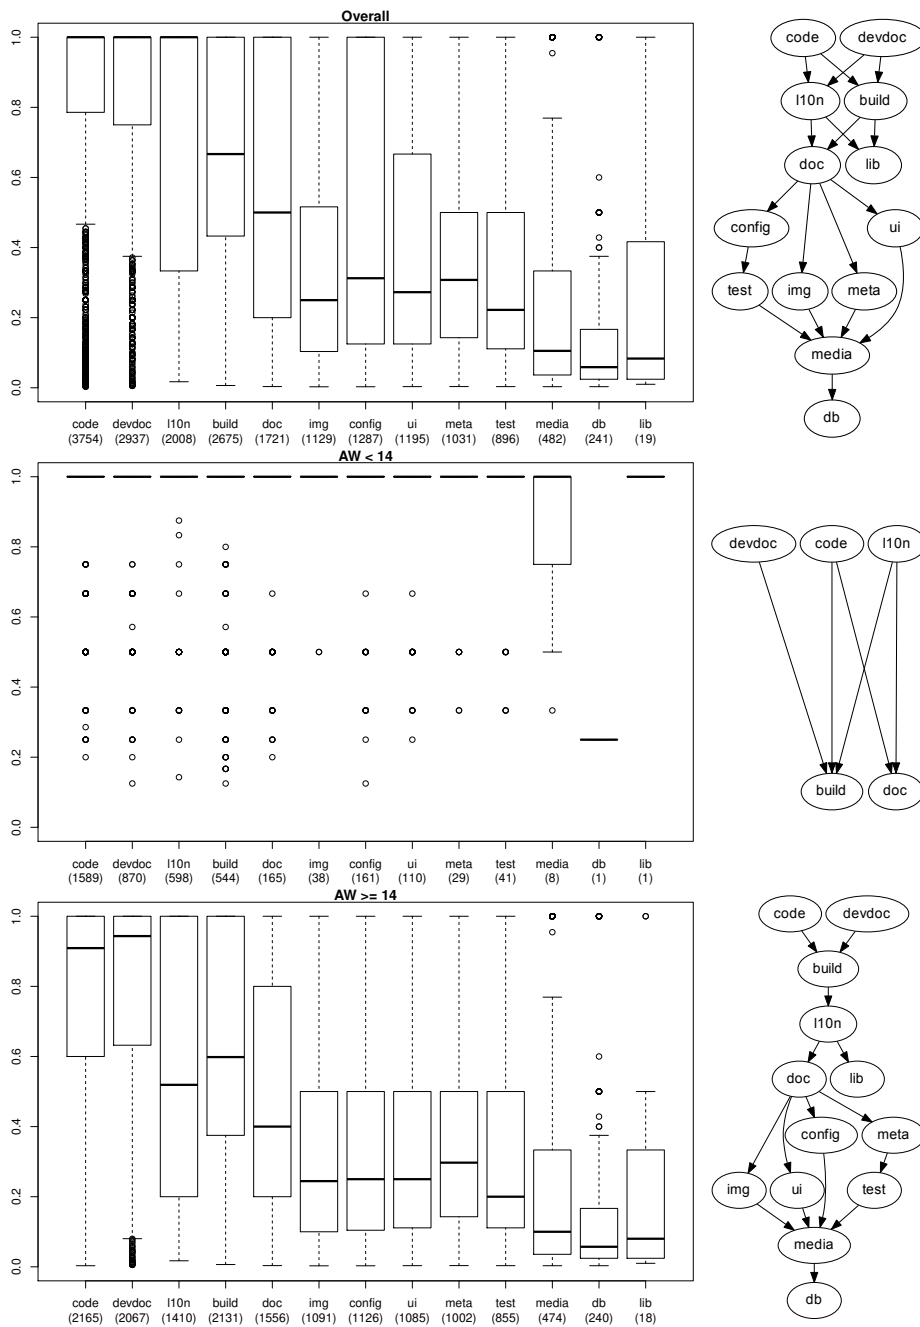 Overall
1.0
0.8
0.6
0.4
0.2
0.0
code devdoc l10n build doc img config ui meta test media db lib
(3754) (2937) (2008) (2675) (1721) (1129) (1287) (1195) (1031) (896) (482) (241) (19)
code devdoc
l10n build
doc lib
config ui
test img meta
media
db
AW < 14
1.0
0.8
0.6
0.4
0.2
0.0
code devdoc l10n build doc img config ui meta test media db lib
(1589) (870) (598) (544) (165) (38) (161) (110) (29) (41) (8) (1) (1)
devdoc code l10n
build doc
AW >= 14
1.0
0.8
0.6
0.4
0.2
0.0
code devdoc l10n build doc img config ui meta test media db lib
(2165) (2067) (1410) (2131) (1556) (1091) (1126) (1085) (1002) (855) (474) (240) (18)
code devdoc
build
l10n
doc lib
config meta
img ui test
media
db